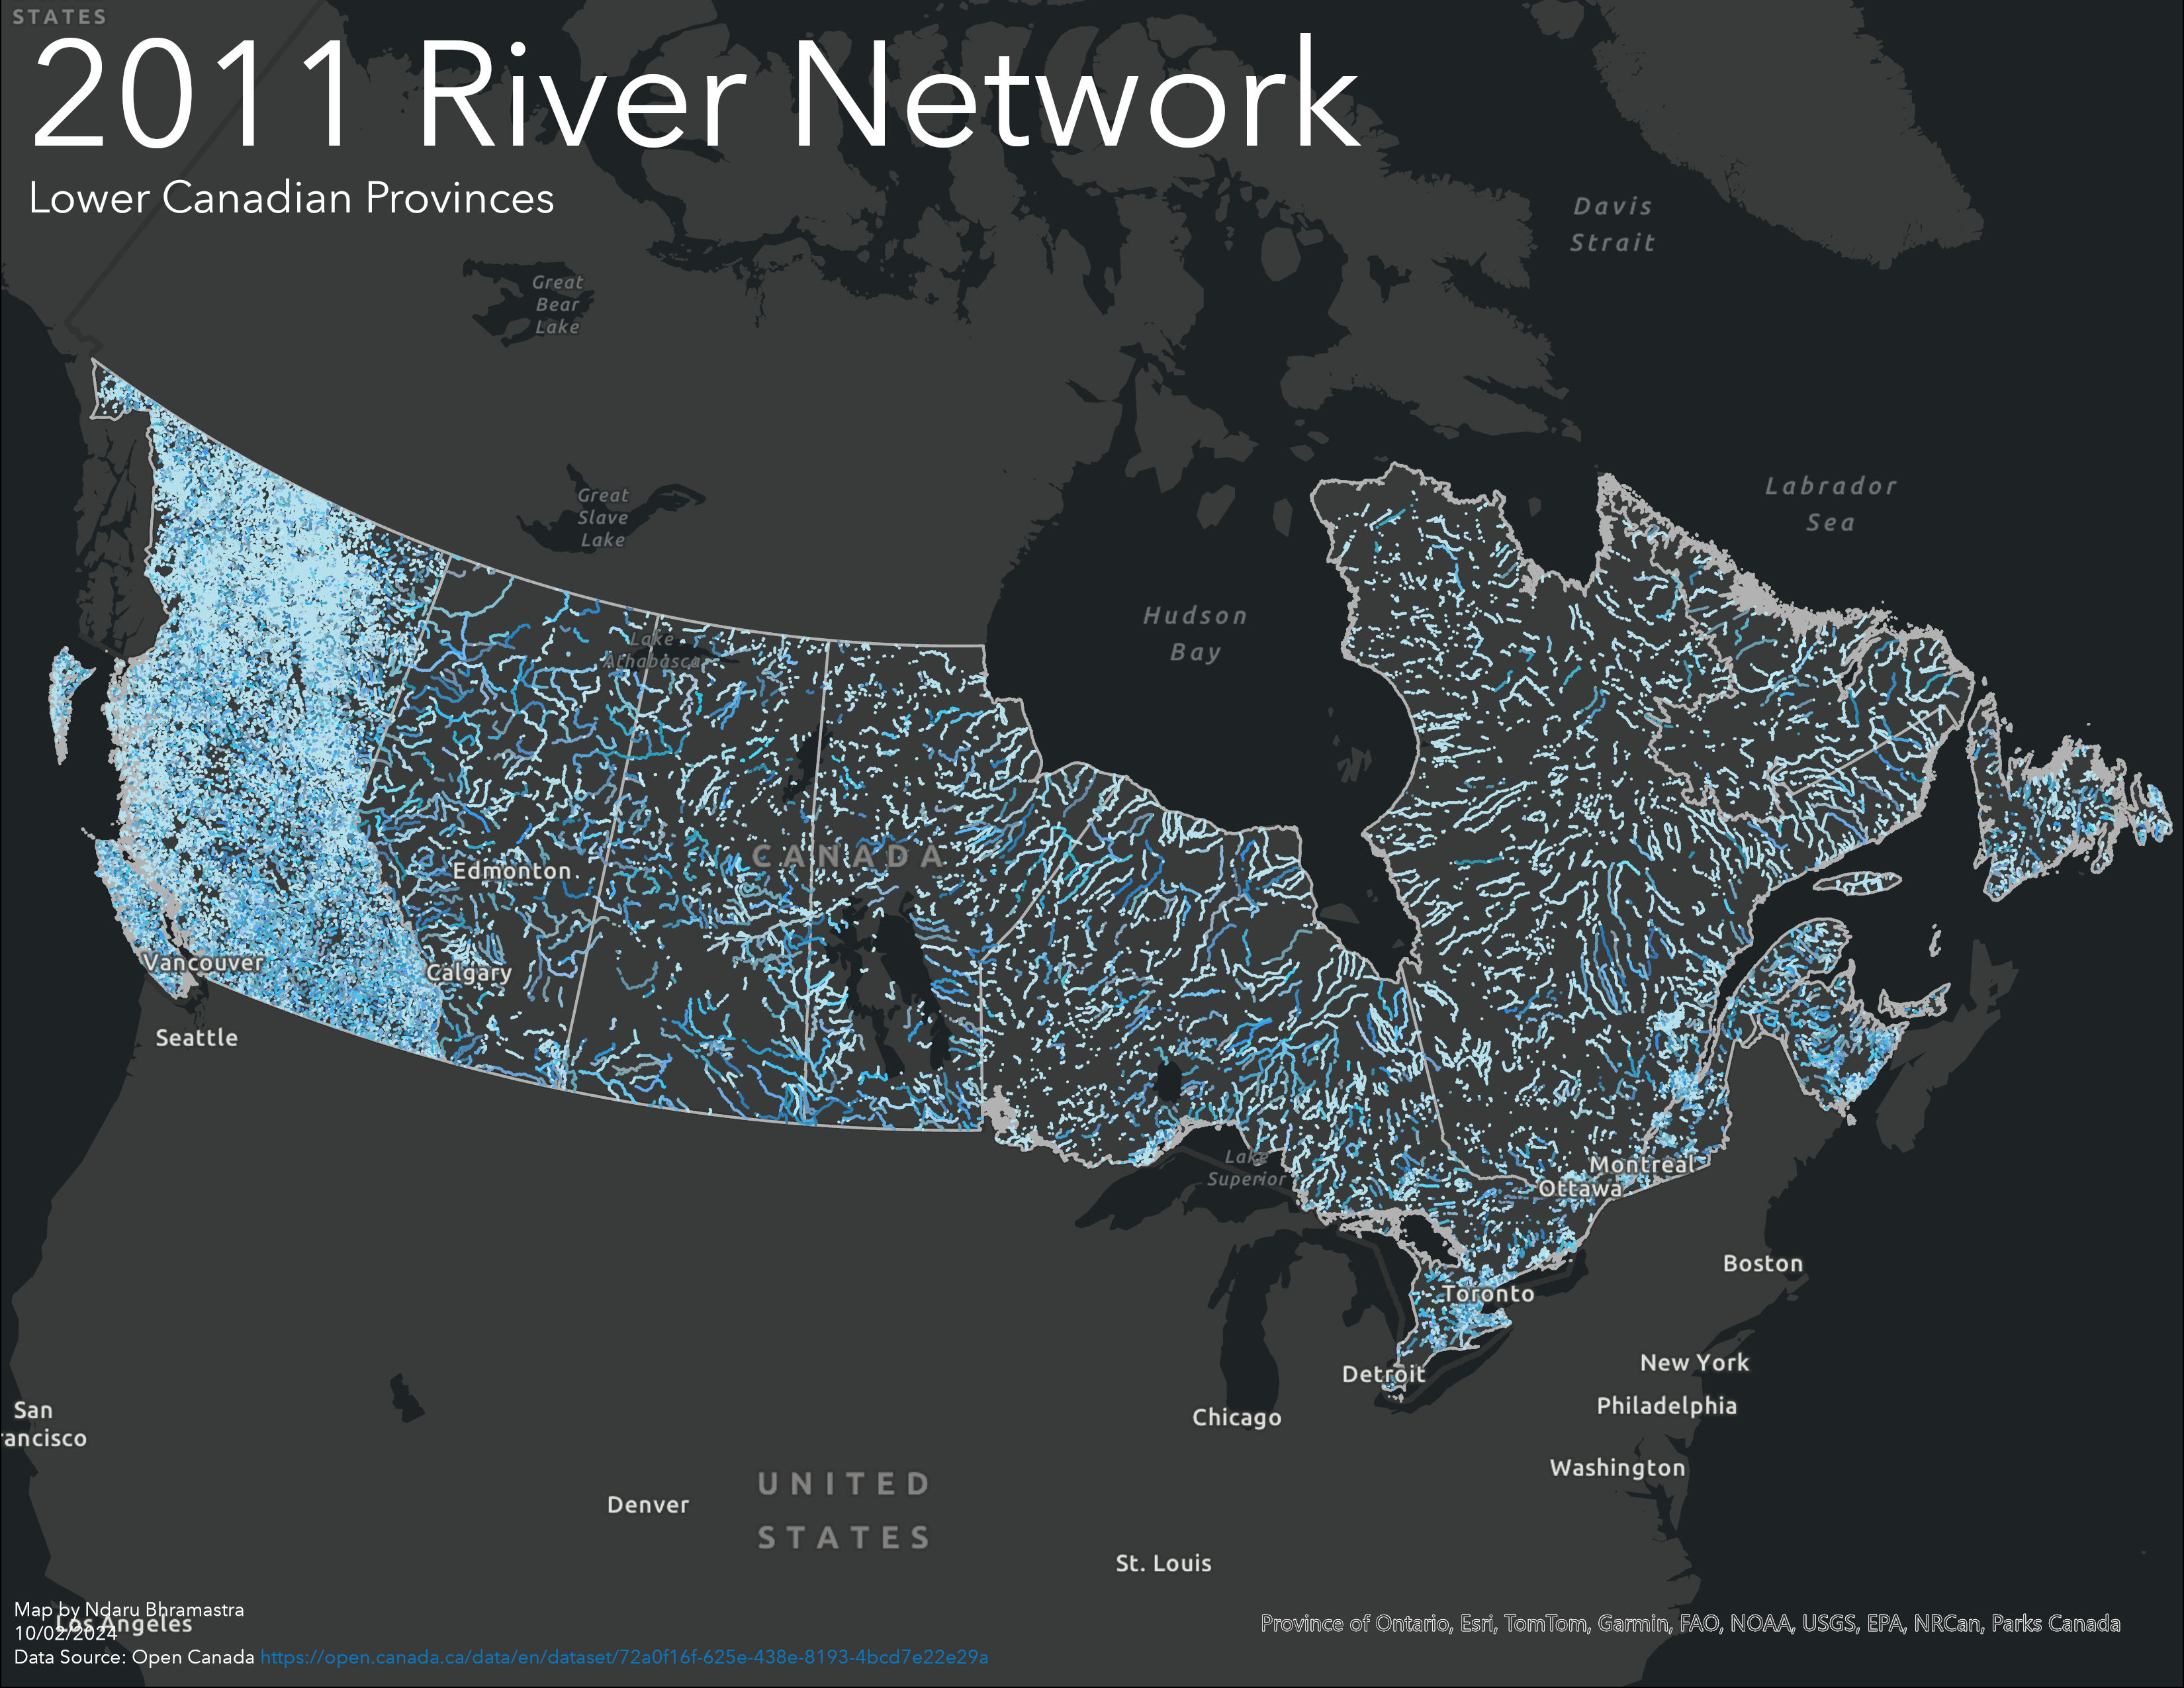 STATES
2011 River Network
Lower Canadian Provinces
Davis
Strait
Great
Bear
Lake
Great
Slave
Lake
Labrador
Sea
Hudson
Bay
Lake
Athabasca
CANADA
Edmonton
Vancouver
Calgary
Seattle
Lake
Superior
Montreal
Ottawa
Boston
Toronto
New York
Detroit
Philadelphia
Chicago
San
rancisco
Washington
UNITED
STATES
Denver
St. Louis
Los Angeles
Map by Ndaru Bhramastra
10/02/2024
Data Source: Open Canada https://open.canada.ca/data/en/dataset/72a0f16f-625e-438e-8193-4bcd7e22e29a
Province of Ontario, Esri, TomTom, Garmin, FAO, NOAA, USGS, EPA, NRCan, Parks Canada